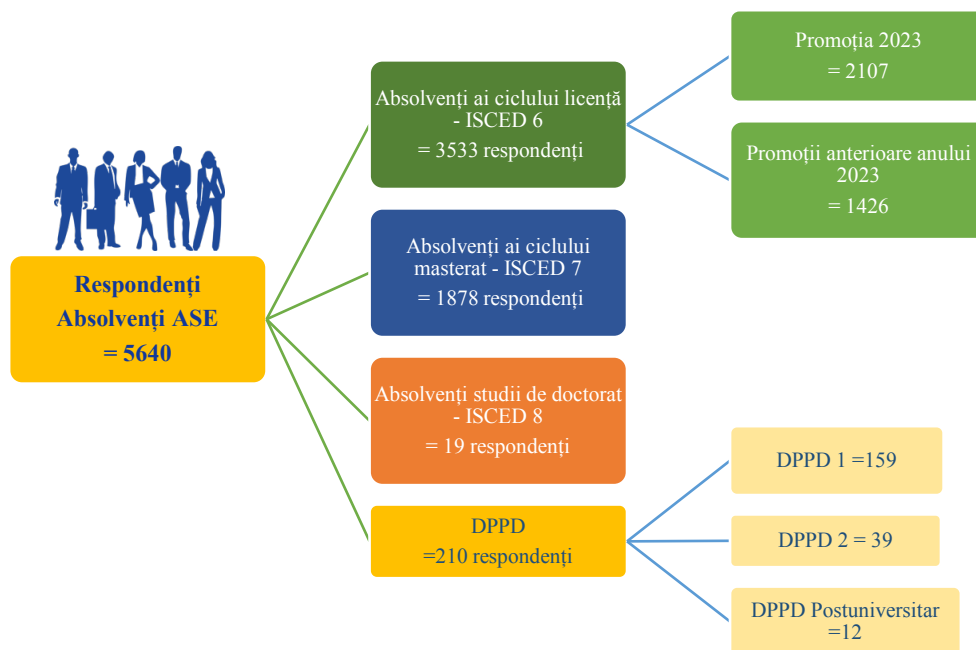 Respondenți
Absolvenți ASE
= 5640
Absolvenți ai ciclului licență
- ISCED 6
= 3533 respondenți
Promoția 2023
= 2107
Promoții anterioare anului
2023
= 1426
Absolvenți ai ciclului
masterat - ISCED 7
= 1878 respondenți
Absolvenți studii de doctorat
- ISCED 8
= 19 respondenți
DPPD
=210 respondenți
DPPD 1 =159
DPPD 2 = 39
DPPD Postuniversitar
=12